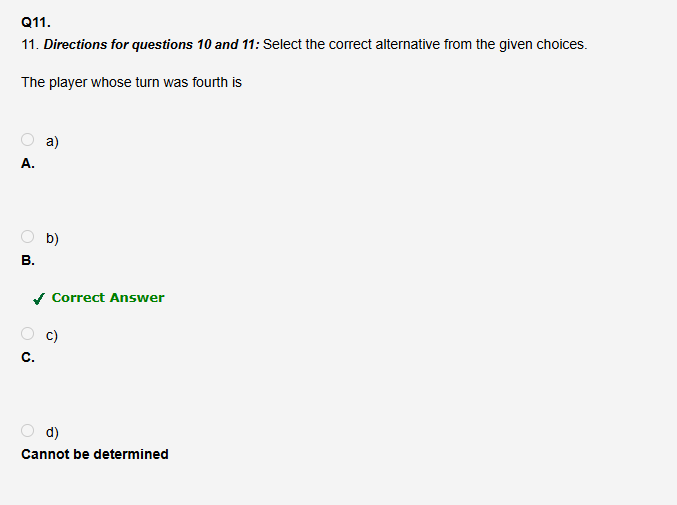 Q11.
11. Directions for questions 10 and 11: Select the correct alternative from the given choices.
The player whose turn was fourth is
a)
A.
b)
B.
✓ Correct Answer
c)
C.
d)
Cannot be determined